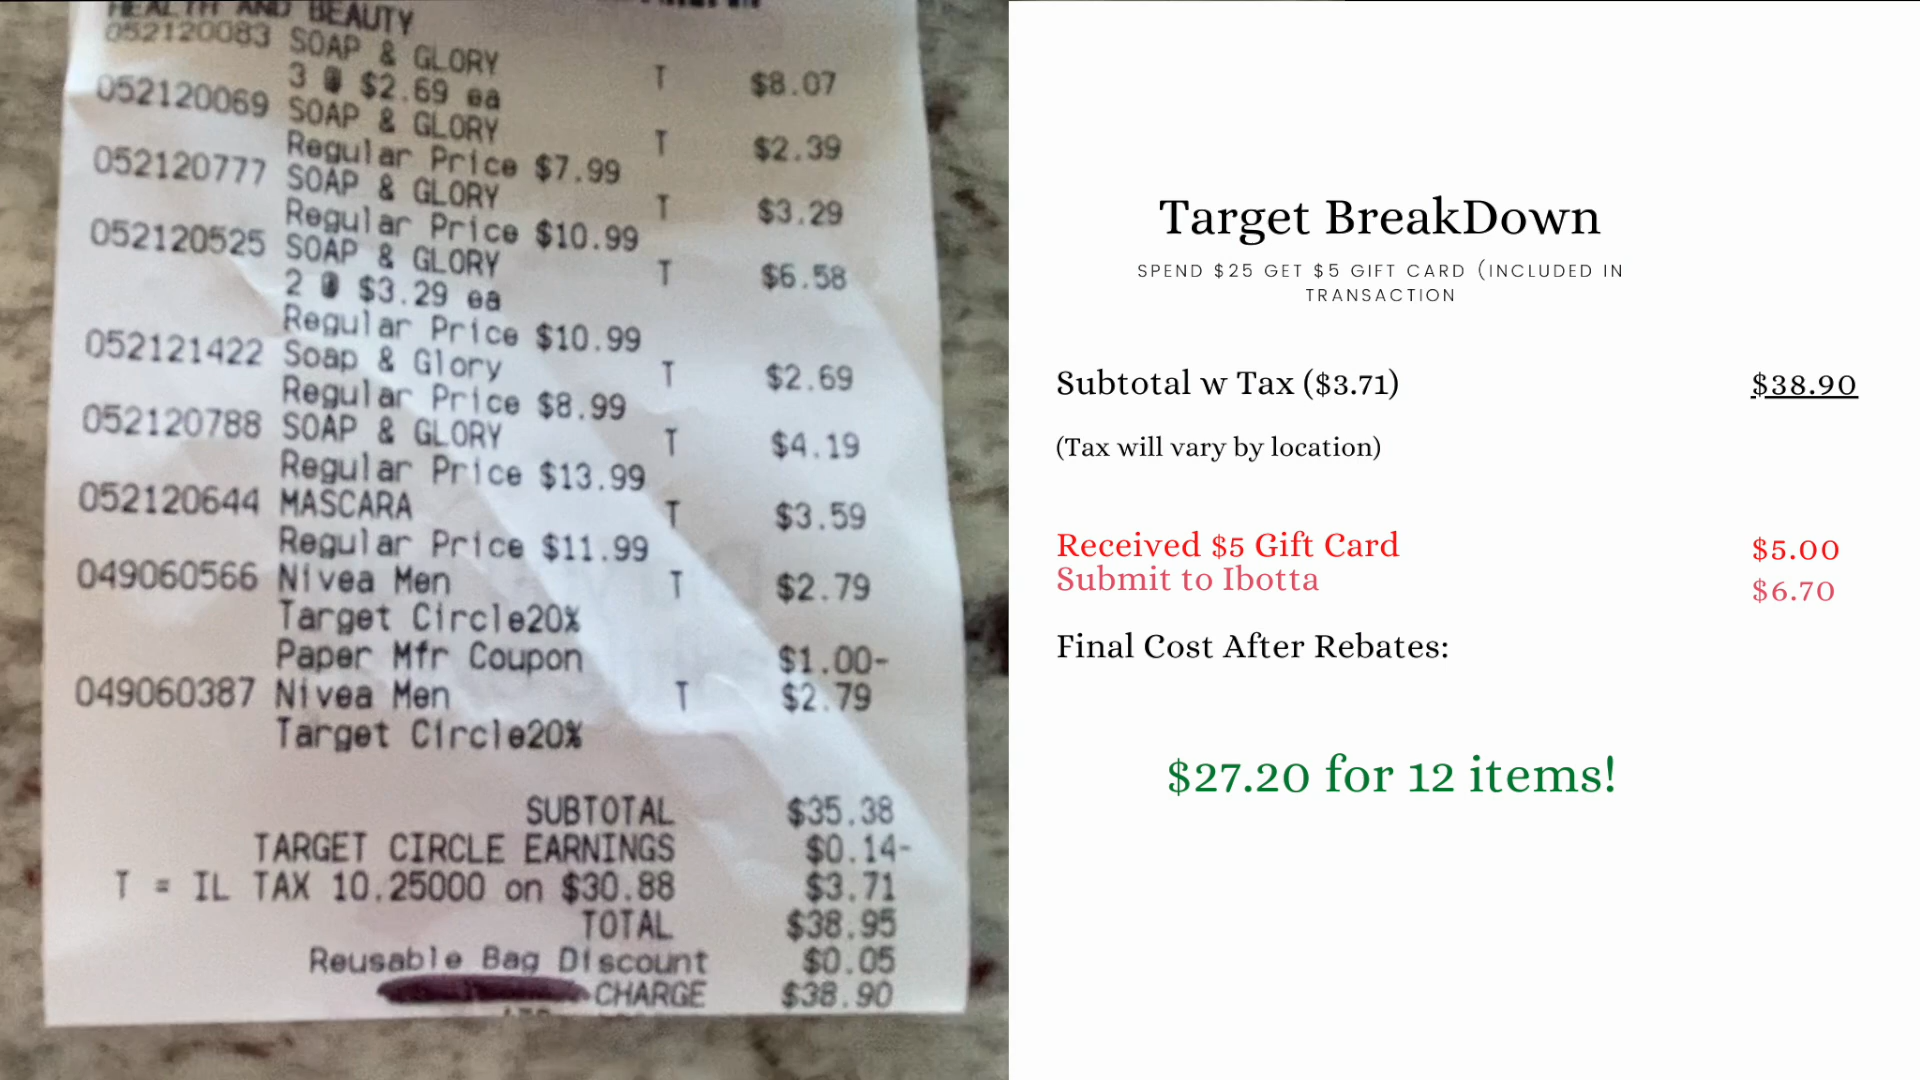 HEALTH AND BEAUTY
052120083 SOAP & GLORY T $8.07
3 @ $2.69 ea
052120069 SOAP & GLORY T $2.39
Regular Price $7.99
052120777 SOAP & GLORY T $3.29
Regular Price $10.99
052120525 SOAP & GLORY T $6.58
2 @ $3.29 ea
Regular Price $10.99
052121422 Soap & Glory T $2.69
Regular Price $8.99
052120788 SOAP & GLORY T $4.19
Regular Price $13.99
052120644 MASCARA T $3.59
Regular Price $11.99
049060566 Nivea Men T $2.79
Target Circle20%
Paper Mfr Coupon $1.00-
049060387 Nivea Men T $2.79
Target Circle20%
SUBTOTAL $35.38
TARGET CIRCLE EARNINGS $0.14-
T = IL TAX 10.25000 on $30.88 $3.71
TOTAL $38.95
Reusable Bag Discount $0.05
CHARGE $38.90
Target BreakDown
SPEND $25 GET $5 GIFT CARD (INCLUDED IN
TRANSACTION
Subtotal w Tax ($3.71) $38.90
(Tax will vary by location)
Received $5 Gift Card $5.00
Submit to Ibotta $6.70
Final Cost After Rebates:
$27.20 for 12 items!